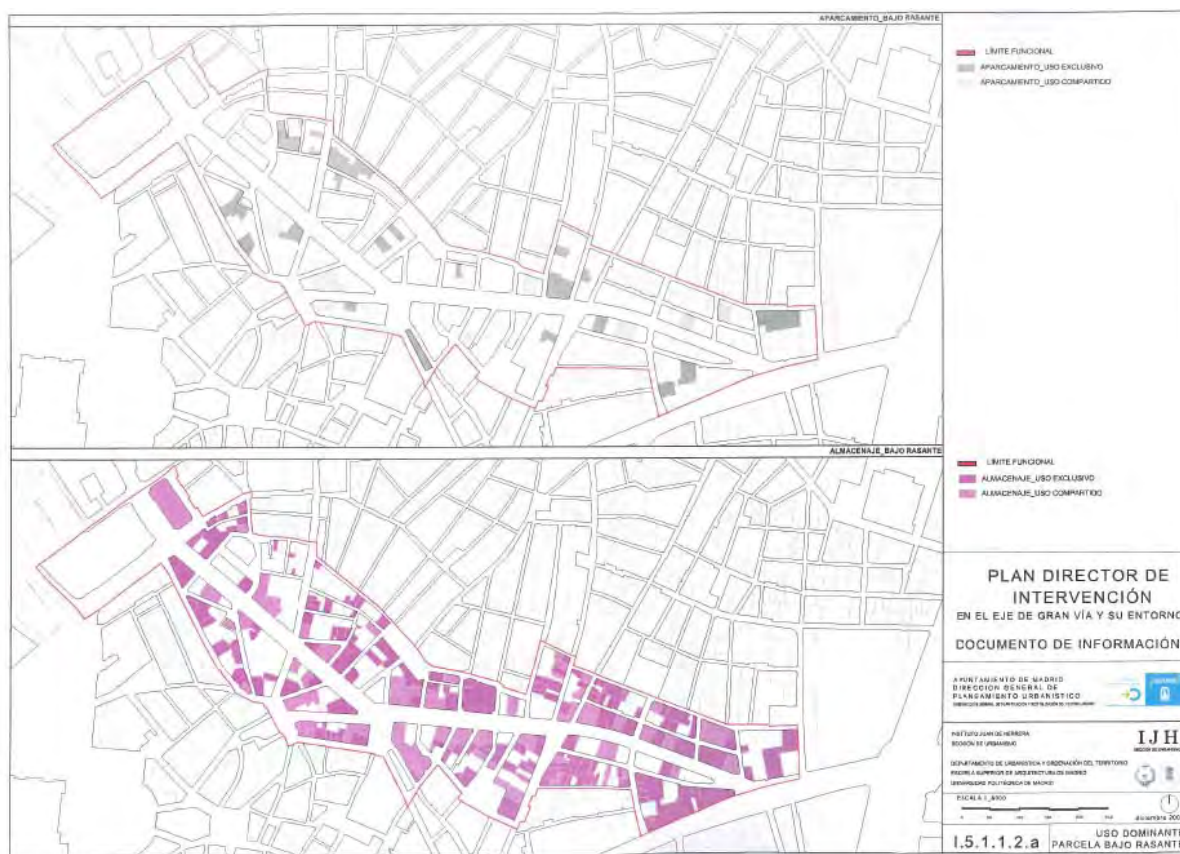 APARCAMIENTO_BAJO RASANTE
LÍMITE FUNCIONAL
APARCAMIENTO_USO EXCLUSIVO
APARCAMIENTO_USO COMPARTIDO
ALMACENAJE_BAJO RASANTE
LÍMITE FUNCIONAL
ALMACENAJE_USO EXCLUSIVO
ALMACENAJE_USO COMPARTIDO
PLAN DIRECTOR DE
INTERVENCIÓN
EN EL EJE DE GRAN VÍA Y SU ENTORNO
DOCUMENTO DE INFORMACIÓN
AYUNTAMIENTO DE MADRID
DIRECCIÓN GENERAL DE
PLANEAMIENTO URBANÍSTICO
INSTITUTO JUAN DE HERRERA
SECCIÓN DE URBANISMO
IJH
DEPARTAMENTO DE URBANÍSTICA Y ORDENACIÓN DEL TERRITORIO
ESCUELA SUPERIOR DE ARQUITECTURA DE MADRID
UNIVERSIDAD POLITÉCNICA DE MADRID
diciembre 200
I.5.1.1.2.a
USO DOMINANTE
PARCELA BAJO RASANTE